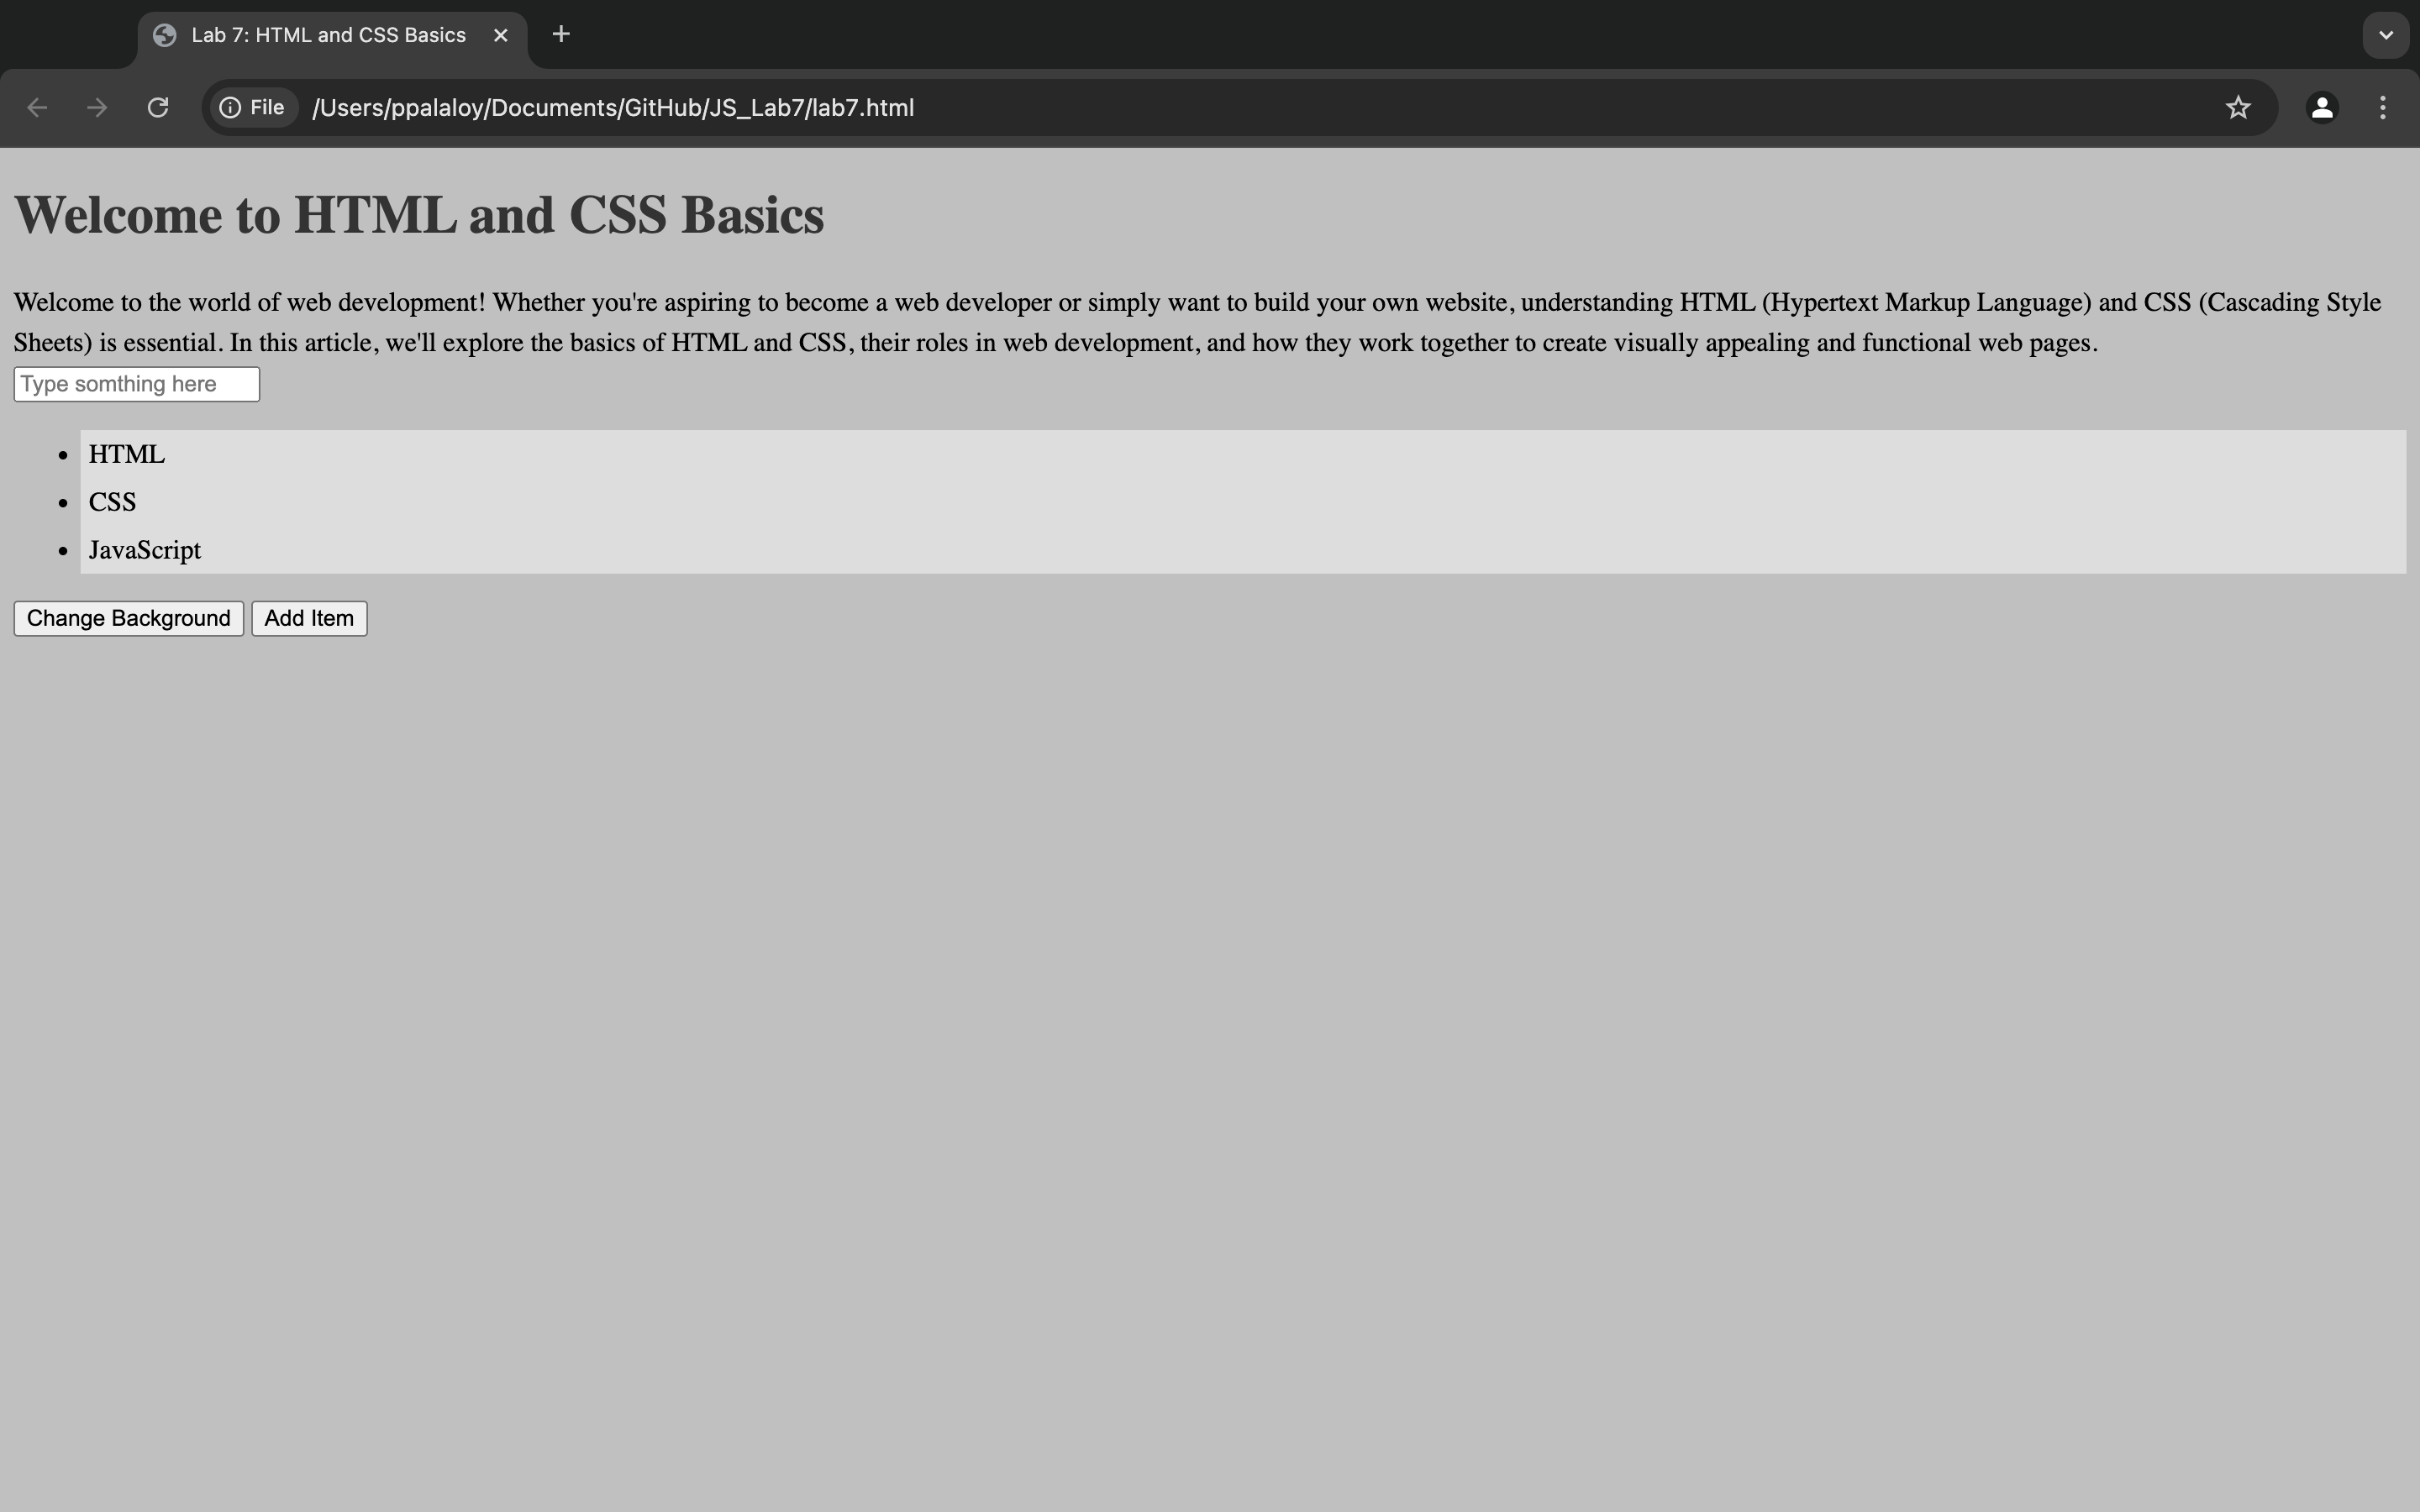 Lab 7: HTML and CSS Basics
File /Users/ppalaloy/Documents/GitHub/JS_Lab7/lab7.html
Welcome to HTML and CSS Basics
Welcome to the world of web development! Whether you're aspiring to become a web developer or simply want to build your own website, understanding HTML (Hypertext Markup Language) and CSS (Cascading Style
Sheets) is essential. In this article, we'll explore the basics of HTML and CSS, their roles in web development, and how they work together to create visually appealing and functional web pages.
Type somthing here
HTML
CSS
JavaScript
Change Background Add Item